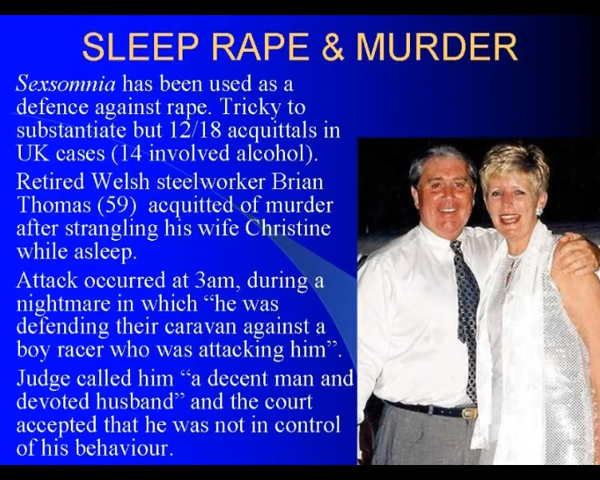 SLEEP RAPE & MURDER
Sexsomnia has been used as a
defence against rape. Tricky to
substantiate but 12/18 acquittals in
UK cases (14 involved alcohol).
Retired Welsh steelworker Brian
Thomas (59)  acquitted of murder
after strangling his wife Christine
while asleep.
Attack occurred at 3am, during a
nightmare in which “he was
defending their caravan against a
boy racer who was attacking him”.
Judge called him “a decent man and
devoted husband” and the court
accepted that he was not in control
of his behaviour.